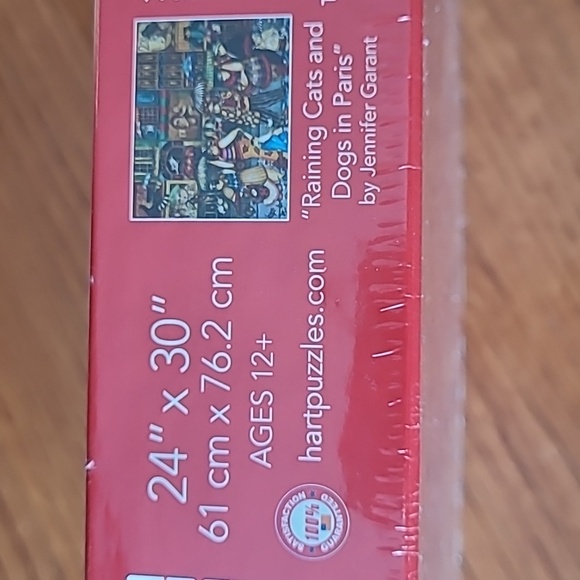 24" x 30"
61 cm x 76.2 cm
AGES 12+
hartpuzzles.com
SATISFACTION
100%
GUARANTEED
"Raining Cats and
Dogs in Paris"
by Jennifer Garant